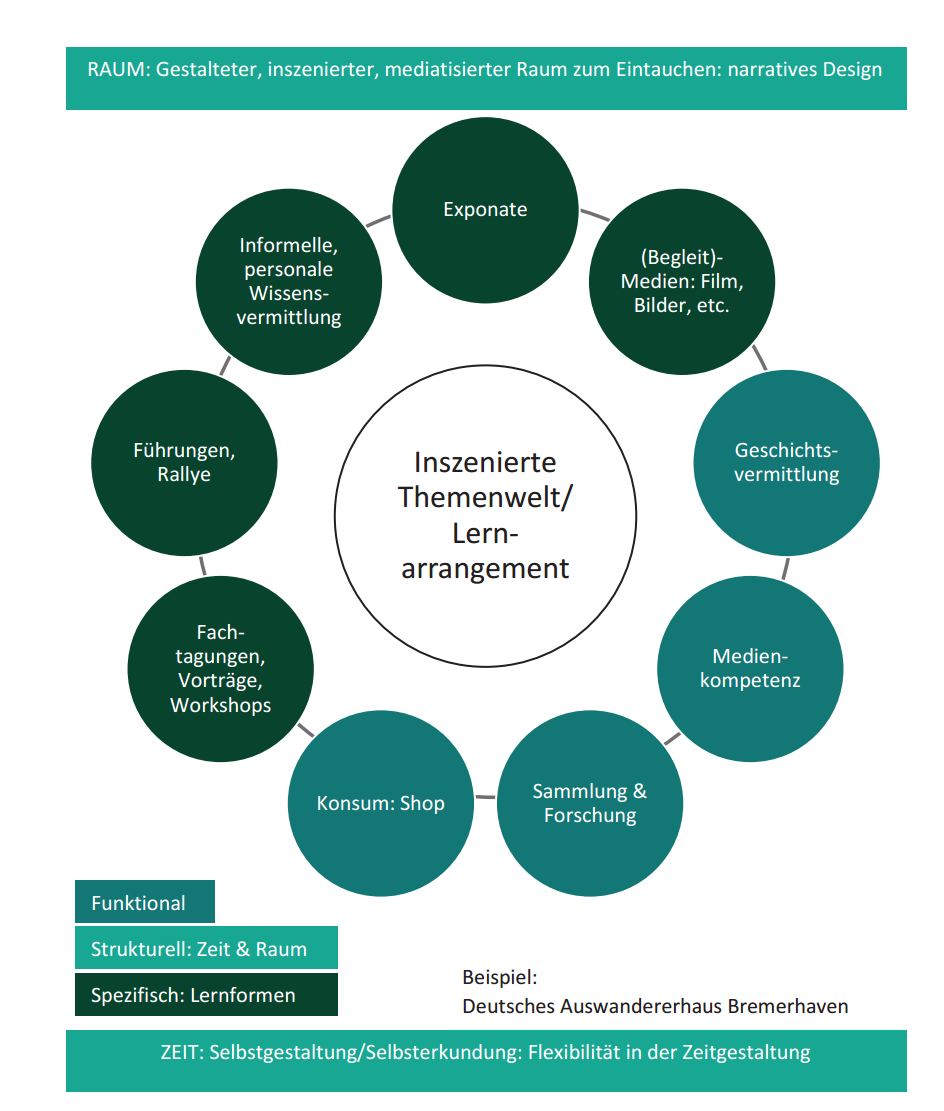 RAUM: Gestalteter, inszenierter, mediatisierter Raum zum Eintauchen: narratives Design
Exponate
(Begleit)-
Medien: Film,
Bilder, etc.
Geschichts-
vermittlung
Medien-
kompetenz
Sammlung &
Forschung
Konsum: Shop
Fach-
tagungen,
Vorträge,
Workshops
Führungen,
Rallye
Informelle,
personale
Wissens-
vermittlung
Inszenierte
Themenwelt/
Lern-
arrangement
Funktional
Strukturell: Zeit & Raum
Spezifisch: Lernformen
Beispiel:
Deutsches Auswandererhaus Bremerhaven
ZEIT: Selbstgestaltung/Selbsterkundung: Flexibilität in der Zeitgestaltung